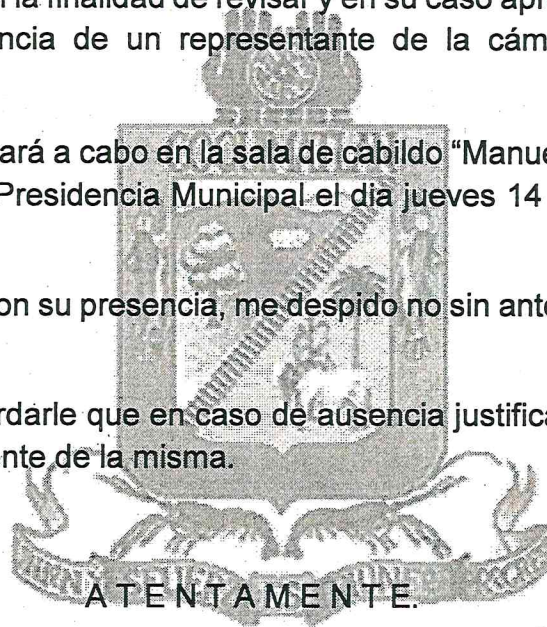 la finalidad de revisar y en su caso apr
ncia de un representante de la cám
ará a cabo en la sala de cabildo “Manue
Presidencia Municipal el dia jueves 14
on su presencia, me despido no sin ante
rdarle que en caso de ausencia justifica
nte de la misma.
A T E N T A M E N T E.